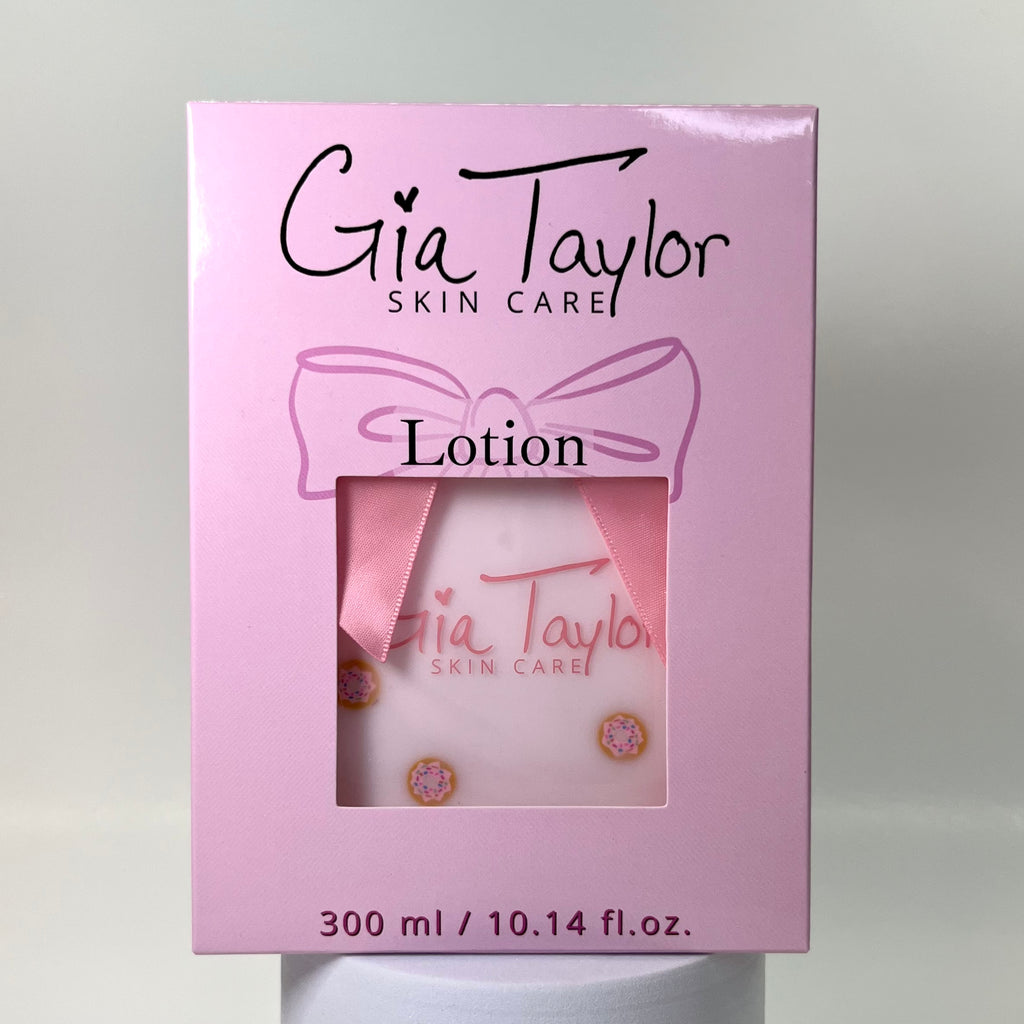 Gia Taylor
SKIN CARE
Lotion
Gia Taylor
SKIN CARE
300 ml / 10.14 fl.oz.